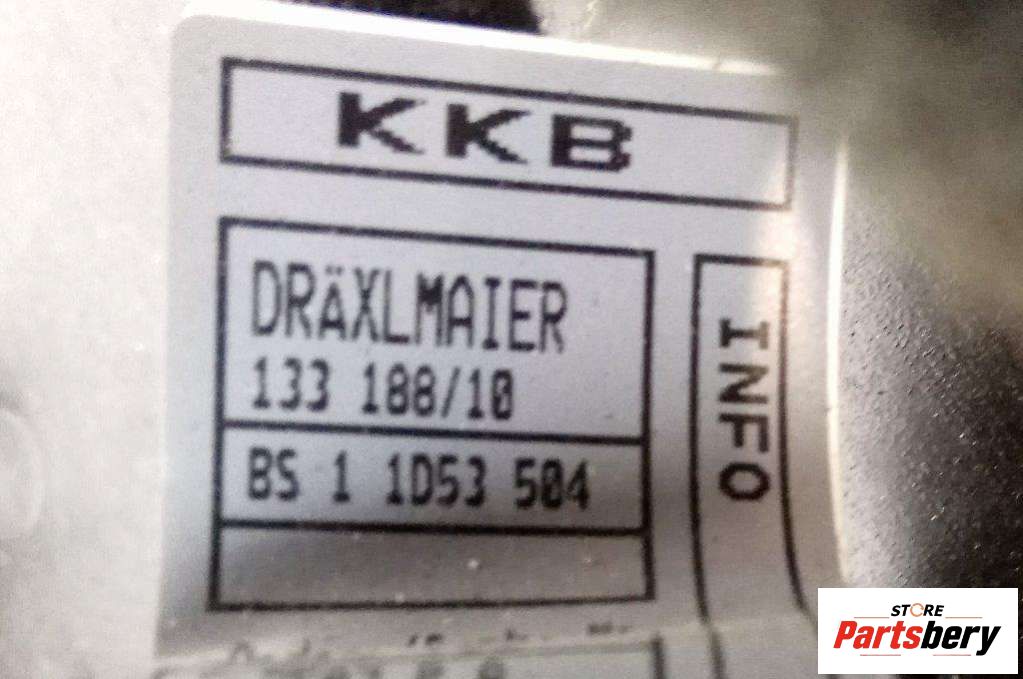 KKB
DRÄXLMAIER
133 188/10
BS 1 1D53 504
INFO
STORE
Partsbery